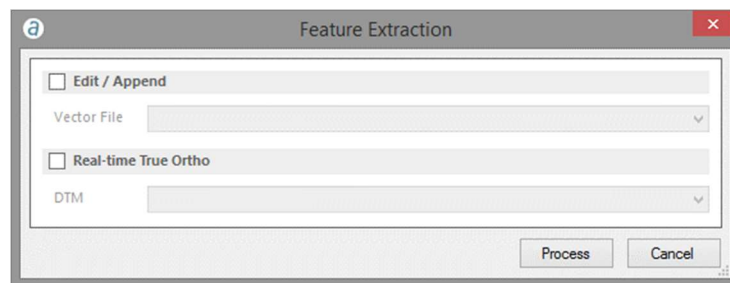 a
Feature Extraction
×
Edit / Append
Vector File
Real-time True Ortho
DTM
Process Cancel